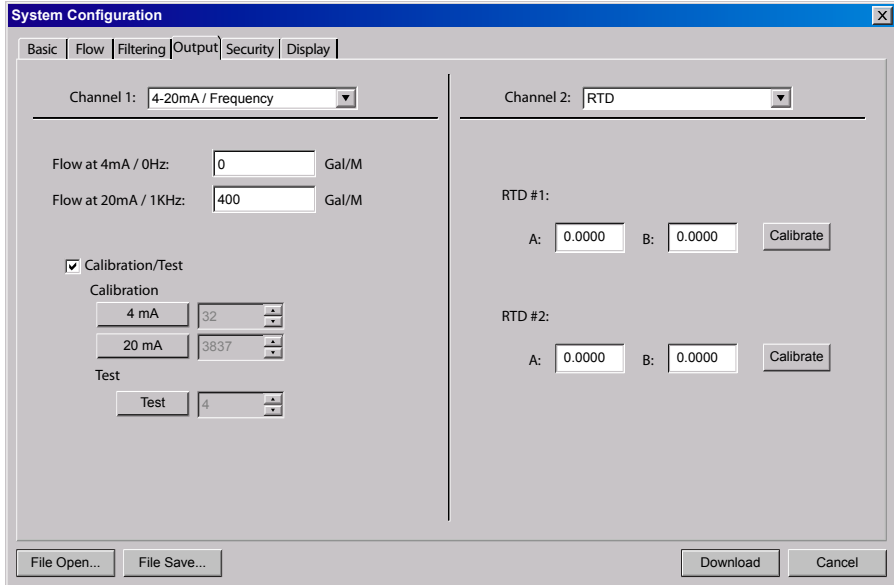 System Configuration
Basic Flow Filtering Output Security Display
Channel 1: 4-20mA / Frequency
Flow at 4mA / 0Hz: 0 Gal/M
Flow at 20mA / 1KHz: 400 Gal/M
Calibration/Test
Calibration
4 mA 32
20 mA 3837
Test
Test 4
Channel 2: RTD
RTD #1:
A: 0.0000 B: 0.0000 Calibrate
RTD #2:
A: 0.0000 B: 0.0000 Calibrate
File Open... File Save... Download Cancel